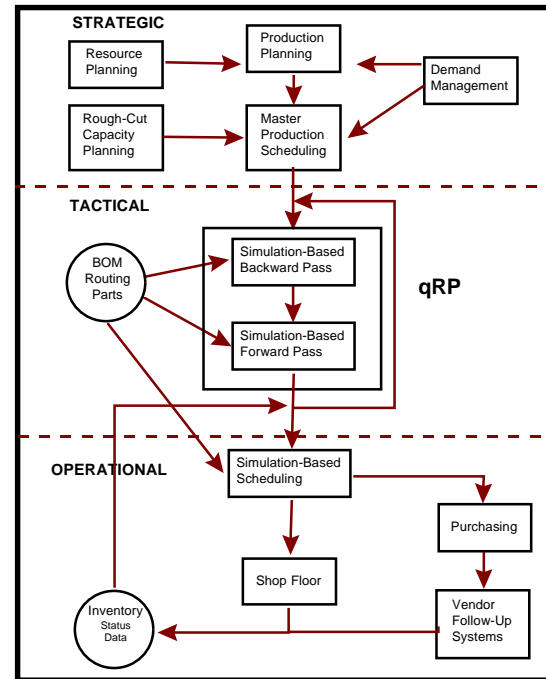 STRATEGIC
Resource
Planning
Production
Planning
Demand
Management
Rough-Cut
Capacity
Planning
Master
Production
Scheduling
TACTICAL
BOM
Routing
Parts
Simulation-Based
Backward Pass
qRP
Simulation-Based
Forward Pass
OPERATIONAL
Simulation-Based
Scheduling
Purchasing
Shop Floor
Inventory
Status
Data
Vendor
Follow-Up
Systems